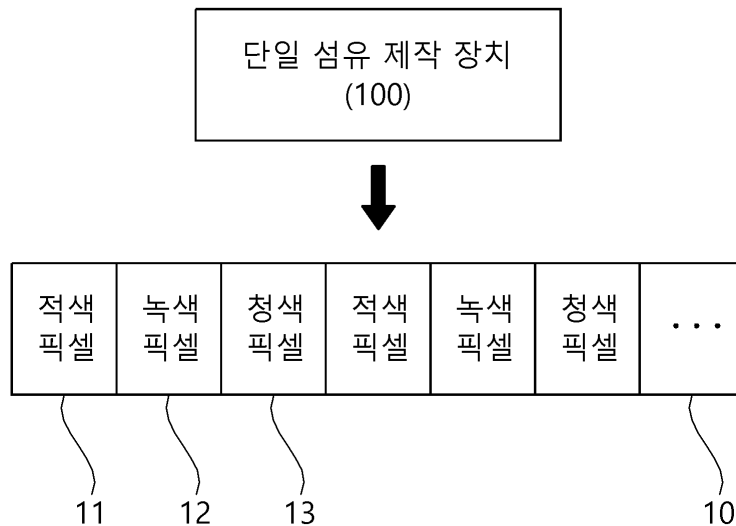 단일 섬유 제작 장치
(100)
적색 녹색 청색 적색 녹색 청색 ...
픽셀 픽셀 픽셀 픽셀 픽셀 픽셀
11 12 13 10